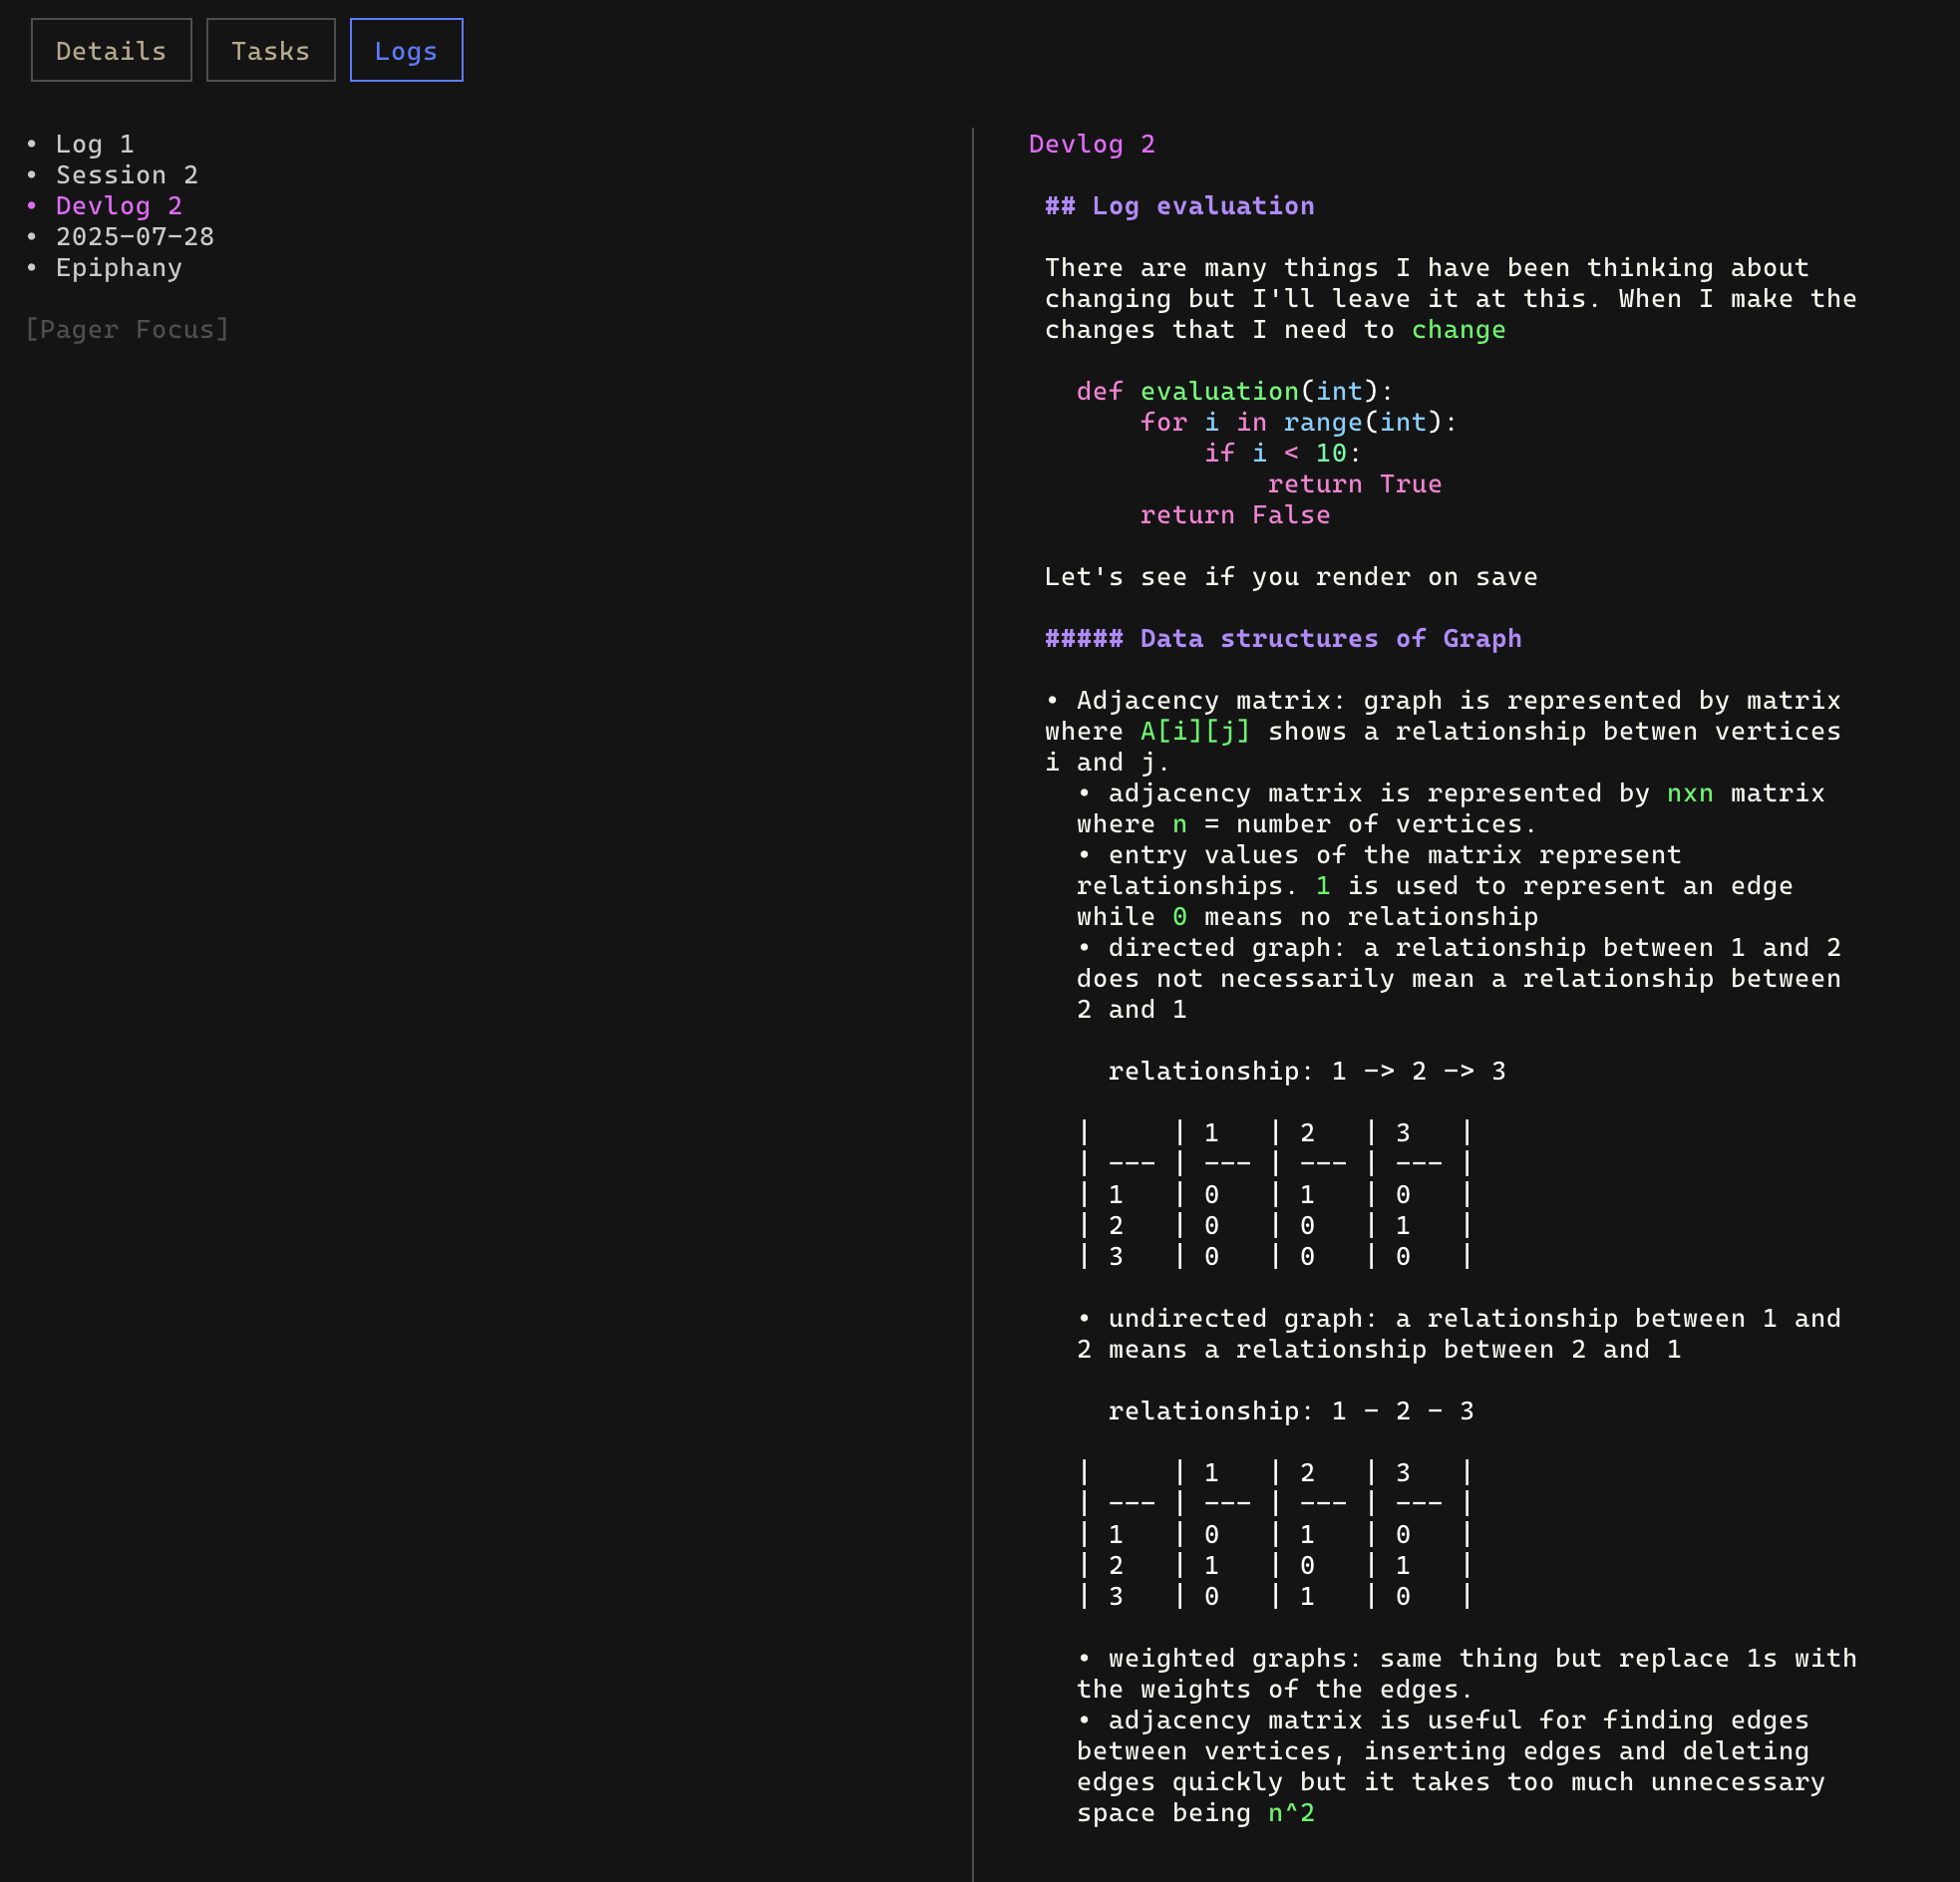 Details Tasks Logs
• Log 1
• Session 2
• Devlog 2
• 2025-07-28
• Epiphany
[Pager Focus]
Devlog 2
## Log evaluation
There are many things I have been thinking about
changing but I'll leave it at this. When I make the
changes that I need to change
def evaluation(int):
    for i in range(int):
        if i < 10:
            return True
    return False
Let's see if you render on save
##### Data structures of Graph
• Adjacency matrix: graph is represented by matrix
where A[i][j] shows a relationship betwen vertices
i and j.
• adjacency matrix is represented by nxn matrix
where n = number of vertices.
• entry values of the matrix represent
relationships. 1 is used to represent an edge
while 0 means no relationship
• directed graph: a relationship between 1 and 2
does not necessarily mean a relationship between
2 and 1
relationship: 1 -> 2 -> 3
|     | 1   | 2   | 3   |
| --- | --- | --- | --- |
| 1   | 0   | 1   | 0   |
| 2   | 0   | 0   | 1   |
| 3   | 0   | 0   | 0   |
• undirected graph: a relationship between 1 and
2 means a relationship between 2 and 1
relationship: 1 - 2 - 3
|     | 1   | 2   | 3   |
| --- | --- | --- | --- |
| 1   | 0   | 1   | 0   |
| 2   | 1   | 0   | 1   |
| 3   | 0   | 1   | 0   |
• weighted graphs: same thing but replace 1s with
the weights of the edges.
• adjacency matrix is useful for finding edges
between vertices, inserting edges and deleting
edges quickly but it takes too much unnecessary
space being n^2